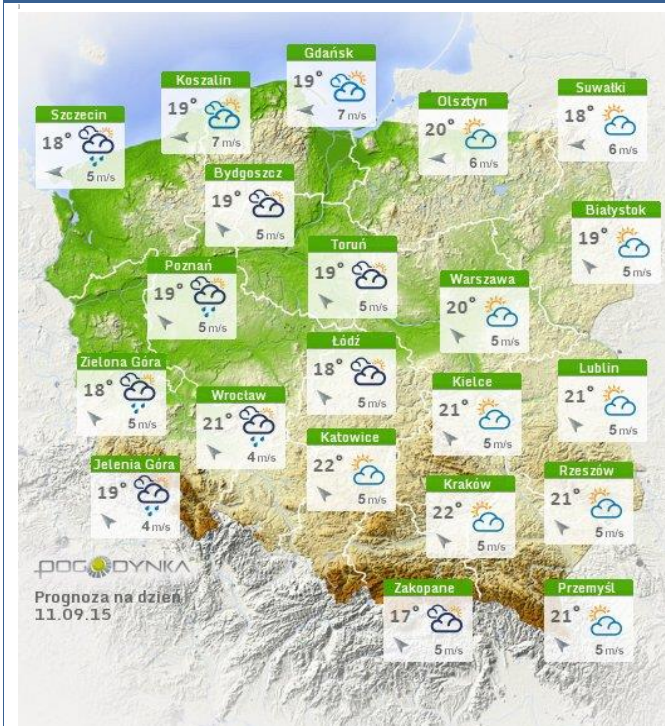 Gdańsk
19°
7 m/s
Koszalin
19°
7 m/s
Suwałki
18°
6 m/s
Olsztyn
20°
6 m/s
Szczecin
18°
5 m/s
Bydgoszcz
19°
5 m/s
Białystok
19°
5 m/s
Toruń
19°
5 m/s
Poznań
19°
5 m/s
Warszawa
20°
5 m/s
Łódź
18°
5 m/s
Zielona Góra
18°
5 m/s
Lublin
21°
5 m/s
Kielce
21°
5 m/s
Wrocław
21°
4 m/s
Katowice
22°
5 m/s
Jelenia Góra
19°
4 m/s
Rzeszów
21°
5 m/s
Kraków
22°
5 m/s
POGODYNKA
Prognoza na dzień
11.09.15
Zakopane
17°
5 m/s
Przemyśl
21°
5 m/s